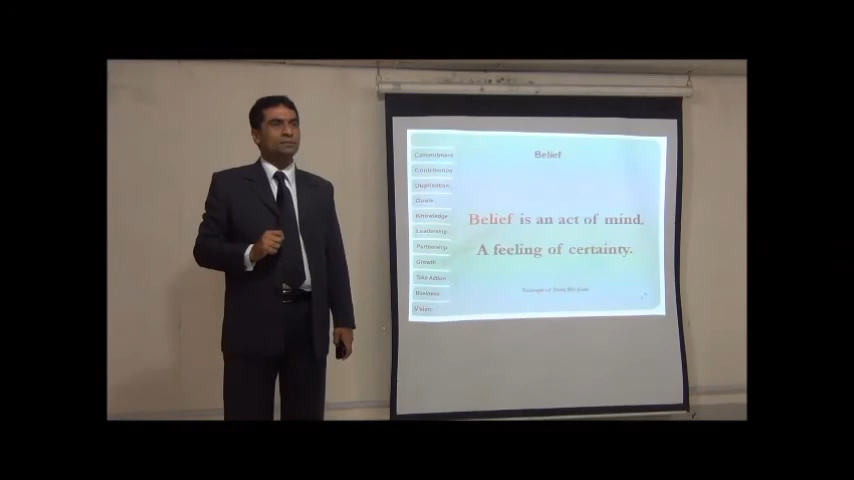 Belief
Commitment
Contribution
Duplication
Goals
Knowledge
Leadership
Partnership
Growth
Take Action
Business
Vision
Belief is an act of mind.
A feeling of certainty.